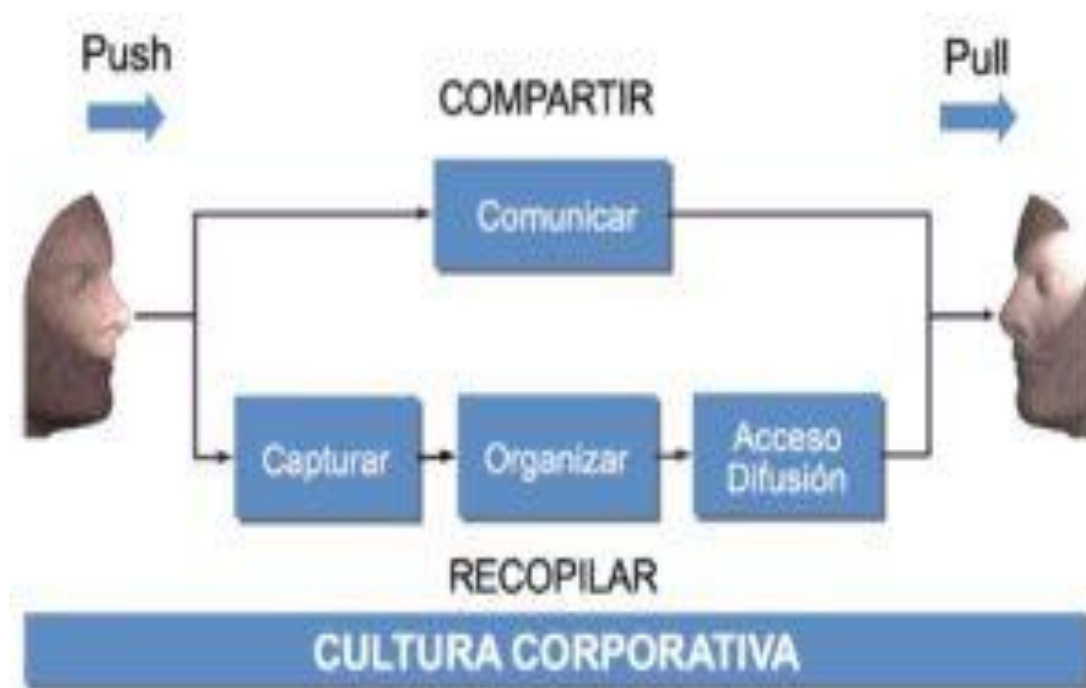 Push
Pull
COMPARTIR
Comunicar
Capturar
Organizar
Acceso
Difusión
RECOPILAR
CULTURA CORPORATIVA